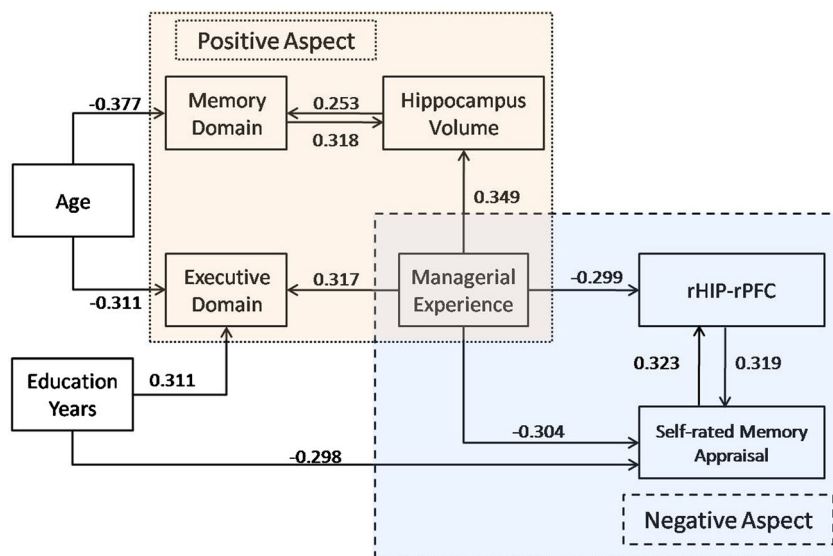 Positive Aspect
-0.377
Memory
Domain
0.253
0.318
Hippocampus
Volume
Age
0.349
-0.311
Executive
Domain
0.317
Managerial
Experience
-0.299
rHIP-rPFC
Education
Years
0.311
0.323
0.319
-0.304
-0.298
Self-rated Memory
Appraisal
Negative Aspect